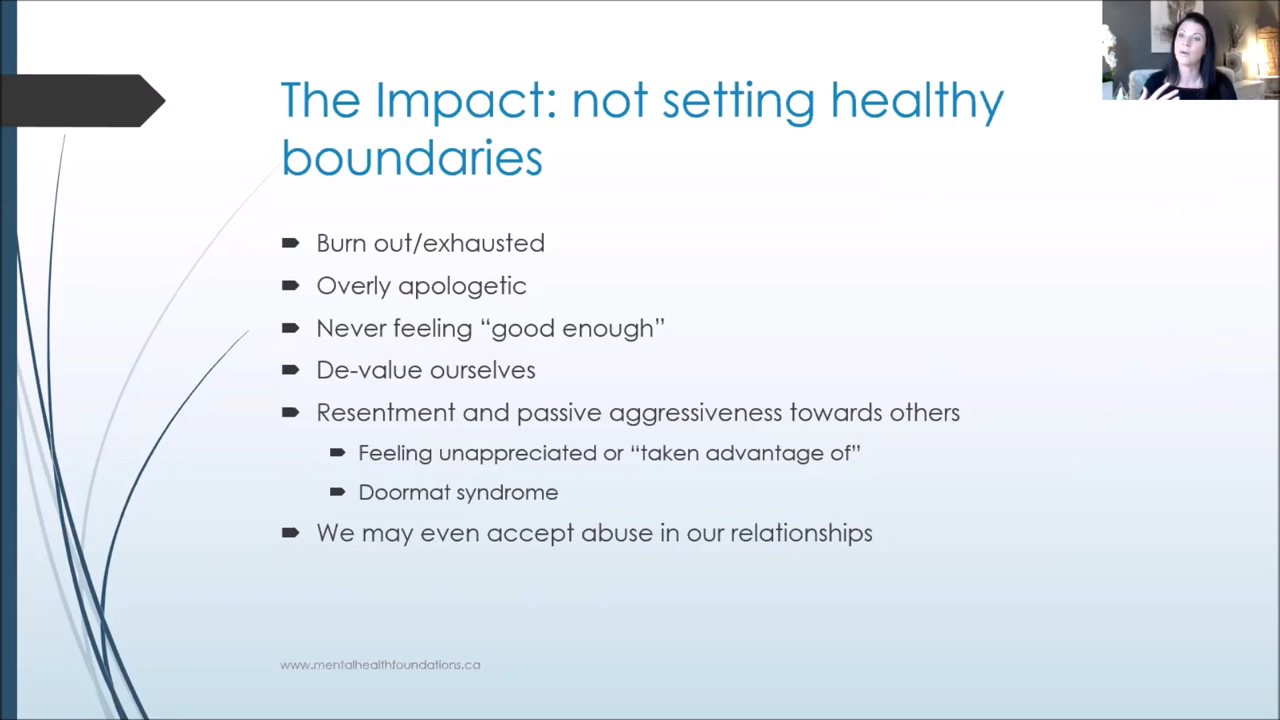 The Impact: not setting healthy
boundaries
Burn out/exhausted
Overly apologetic
Never feeling “good enough”
De-value ourselves
Resentment and passive aggressiveness towards others
Feeling unappreciated or “taken advantage of”
Doormat syndrome
We may even accept abuse in our relationships
www.mentalhealthfoundations.ca